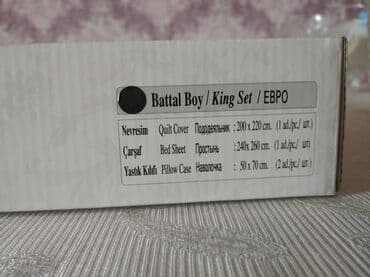 Battal Boy / King Set / ЕВРО
Nevresim Quilt Cover Пододеяльник : 200 x 220 cm. (1 ad./pc./ шт.)
Çarşaf Bed Sheet Простынь : 240x 260 cm. (1 ad./pc./ шт.)
Yastık Kılıfı Pillow Case Наволочка : 50 x 70 cm. (2 ad./pc./ шт.)